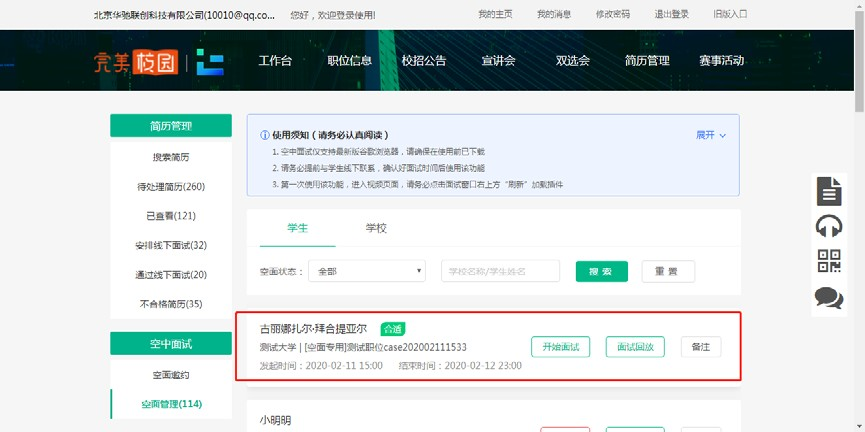 北京华驰联创科技有限公司(10010@qq.co... 您好，欢迎登录使用! 我的主页 我的消息 修改密码 退出登录 旧版入口
完美校园 工作台 职位信息 校招公告 宣讲会 双选会 简历管理 赛事活动
简历管理
搜索简历
待处理简历(260)
已查看(121)
安排线下面试(32)
通过线下面试(20)
不合格简历(35)
空中面试
空面邀约
空面管理(114)
使用须知（请务必认真阅读） 展开
1. 空中面试仅支持最新版谷歌浏览器，请确保在使用前已下载
2. 请务必提前与学生线下联系，确认好面试时间后使用该功能
3. 第一次使用该功能，进入视频页面，请务必点击面试窗口右上方“刷新”加载插件
学生 学校
空面状态： 全部 学校名称/学生姓名 搜 索 重 置
古丽娜扎尔·拜合提亚尔 合适
测试大学 | [空面专用]测试职位case202002111533 开始面试 面试回放 备注
发起时间：2020-02-11 15:00 结束时间：2020-02-12 23:00
小明明